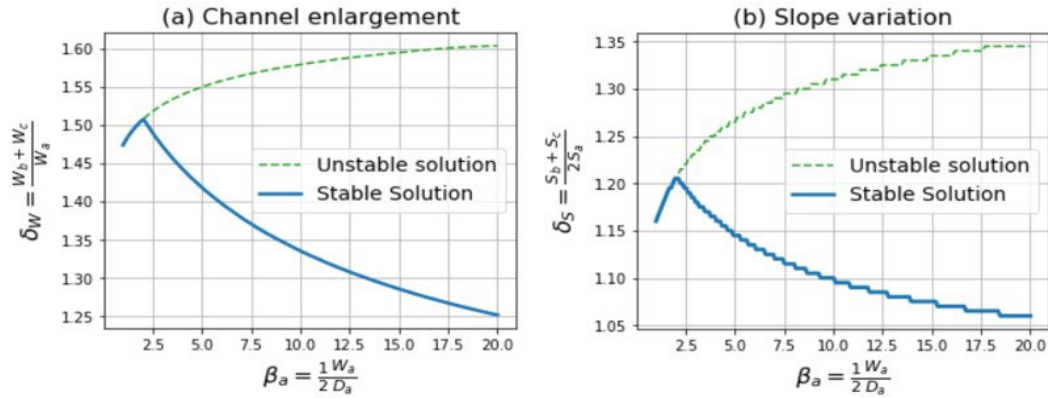 (a) Channel enlargement
δ_W = (W_b + W_c)/W_a
1.60
1.55
1.50
1.45
1.40
1.35
1.30
1.25
Unstable solution
Stable Solution
2.5 5.0 7.5 10.0 12.5 15.0 17.5 20.0
β_a = 1/2 W_a/D_a
(b) Slope variation
δ_S = (S_b + S_c)/(2 S_a)
1.35
1.30
1.25
1.20
1.15
1.10
1.05
Unstable solution
Stable Solution
2.5 5.0 7.5 10.0 12.5 15.0 17.5 20.0
β_a = 1/2 W_a/D_a